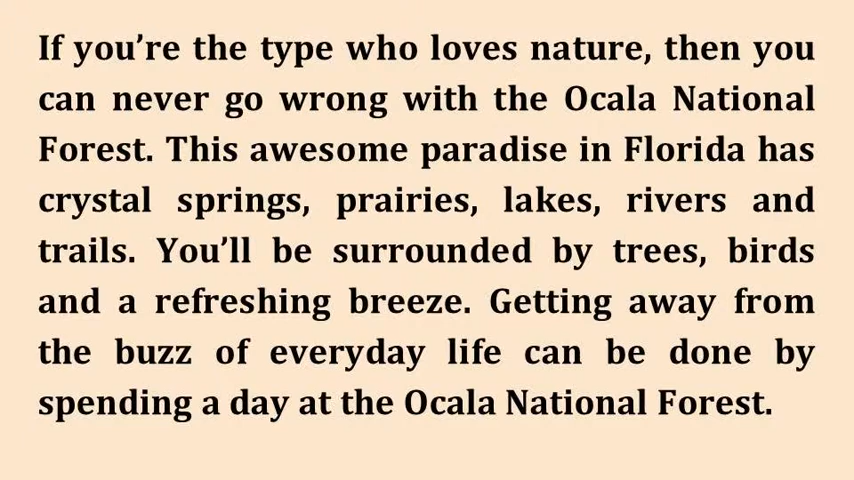 If you’re the type who loves nature, then you
can never go wrong with the Ocala National
Forest. This awesome paradise in Florida has
crystal springs, prairies, lakes, rivers and
trails. You’ll be surrounded by trees, birds
and a refreshing breeze. Getting away from
the buzz of everyday life can be done by
spending a day at the Ocala National Forest.